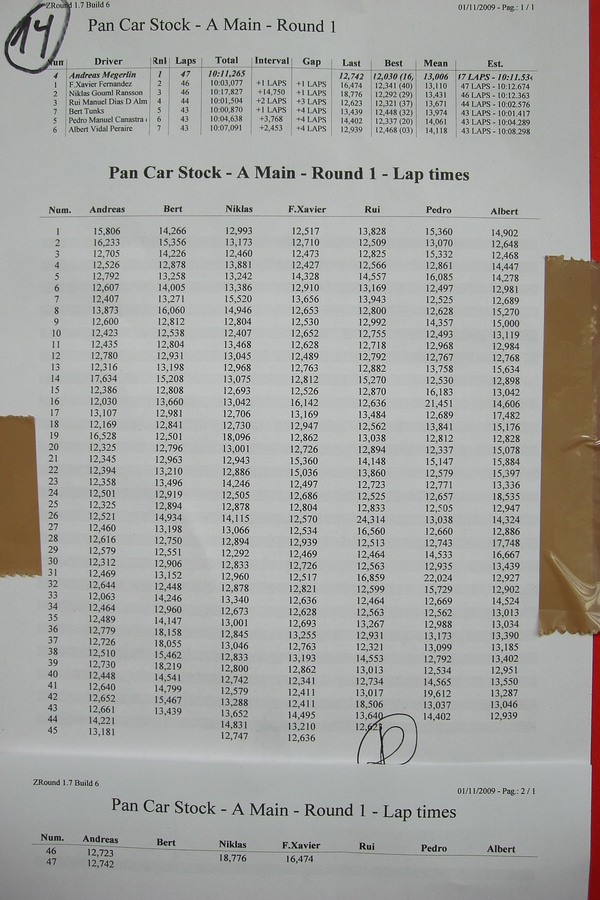 14
ZRound 1.7 Build 6 01/11/2009 - Pag.: 1 / 1
Pan Car Stock - A Main - Round 1
Num Driver Rnl Laps Total Interval Gap Last Best Mean Est.
4 Andreas Megerlin 1 47 10:11,265 12,742 12,030 (16, 13,006 17 LAPS - 10:11.534
1 F.Xavier Fernandez 2 46 10:03,077 +1 LAPS +1 LAPS 16,474 12,341 (40) 13,110 47 LAPS - 10:12.674
2 Niklas Gouml Ransson 3 46 10:17,827 +14,750 +1 LAPS 18,776 12,292 (29) 13,431 46 LAPS - 10:12.363
3 Rui Manuel Dias D Alm 4 44 10:01,504 +2 LAPS +3 LAPS 12,623 12,321 (37) 13,671 44 LAPS - 10:02.576
7 Bert Tunks 5 43 10:00,870 +1 LAPS +4 LAPS 13,439 12,448 (32) 13,974 43 LAPS - 10:01.417
5 Pedro Manuel Canastra 6 43 10:04,638 +3,768 +4 LAPS 14,402 12,337 (20) 14,061 43 LAPS - 10:04.289
6 Albert Vidal Peraire 7 43 10:07,091 +2,453 +4 LAPS 12,939 12,468 (03) 14,118 43 LAPS - 10:08.298
Pan Car Stock - A Main - Round 1 - Lap times
Num. Andreas Bert Niklas F.Xavier Rui Pedro Albert
1 15,806 14,266 12,993 12,517 13,828 15,360 14,902
2 16,233 15,356 13,173 12,710 12,509 13,070 12,648
3 12,705 14,226 12,460 12,473 12,825 15,332 12,468
4 12,526 12,878 13,881 12,427 12,566 12,861 14,447
5 12,792 13,258 13,242 14,328 14,557 16,085 14,278
6 12,607 14,005 13,386 12,910 13,169 12,497 12,981
7 12,407 13,271 15,520 13,656 13,943 12,525 12,689
8 13,873 16,060 14,946 12,653 12,800 12,628 15,270
9 12,600 12,812 12,804 12,530 12,992 14,357 15,000
10 12,423 12,538 12,407 12,652 12,755 12,493 13,119
11 12,435 12,804 13,468 12,628 12,718 12,968 12,984
12 12,780 12,931 13,045 12,489 12,792 12,767 12,768
13 12,316 13,198 12,968 12,763 12,882 13,758 15,634
14 17,634 15,208 13,075 12,812 15,270 12,530 12,898
15 12,386 12,808 12,693 12,526 12,870 16,183 13,042
16 12,030 13,660 13,042 16,142 12,636 21,451 14,606
17 13,107 12,981 12,706 13,169 13,484 12,689 17,482
18 12,169 12,841 12,730 12,947 12,562 13,841 15,176
19 16,528 12,501 18,096 12,862 13,038 12,812 12,828
20 12,325 12,796 13,001 12,726 12,894 12,337 15,078
21 12,345 12,963 12,943 15,360 14,148 15,147 15,884
22 12,394 13,210 12,886 15,036 13,860 12,579 15,397
23 12,358 13,496 14,246 12,497 12,723 12,771 13,336
24 12,501 12,919 12,505 12,686 12,525 12,657 18,535
25 12,325 12,894 12,878 12,804 12,833 12,505 12,947
26 12,521 14,934 14,115 12,570 24,314 13,038 14,324
27 12,460 13,198 13,066 12,534 16,560 12,660 12,886
28 12,616 12,750 12,894 12,939 12,513 12,743 17,748
29 12,579 12,551 12,292 12,469 12,464 14,533 16,667
30 12,312 12,906 12,833 12,726 12,563 12,935 13,439
31 12,469 13,152 12,960 12,517 16,859 22,024 12,927
32 12,644 12,448 12,878 12,821 12,599 15,729 12,902
33 12,063 14,246 13,340 12,636 12,464 12,669 14,524
34 12,464 12,960 12,673 12,628 12,563 12,562 13,013
35 12,489 14,147 13,001 12,693 13,267 12,988 13,034
36 12,779 18,158 12,845 13,255 12,931 13,173 13,390
37 12,726 18,055 13,046 12,763 12,321 13,099 13,185
38 12,510 15,462 12,833 13,193 14,553 12,792 13,402
39 12,730 18,219 12,800 12,862 13,013 12,534 12,951
40 12,448 14,541 12,742 12,341 12,734 14,565 13,550
41 12,640 14,799 12,579 12,411 13,017 19,612 13,287
42 12,652 15,467 13,288 12,411 18,506 13,037 13,046
43 12,661 13,439 13,652 14,495 13,640 14,402 12,939
44 14,221 14,831 13,210 12,623
45 13,181 12,747 12,636
ZRound 1.7 Build 6 01/11/2009 - Pag.: 2 / 1
Pan Car Stock - A Main - Round 1 - Lap times
Num. Andreas Bert Niklas F.Xavier Rui Pedro Albert
46 12,723 18,776 16,474
47 12,742